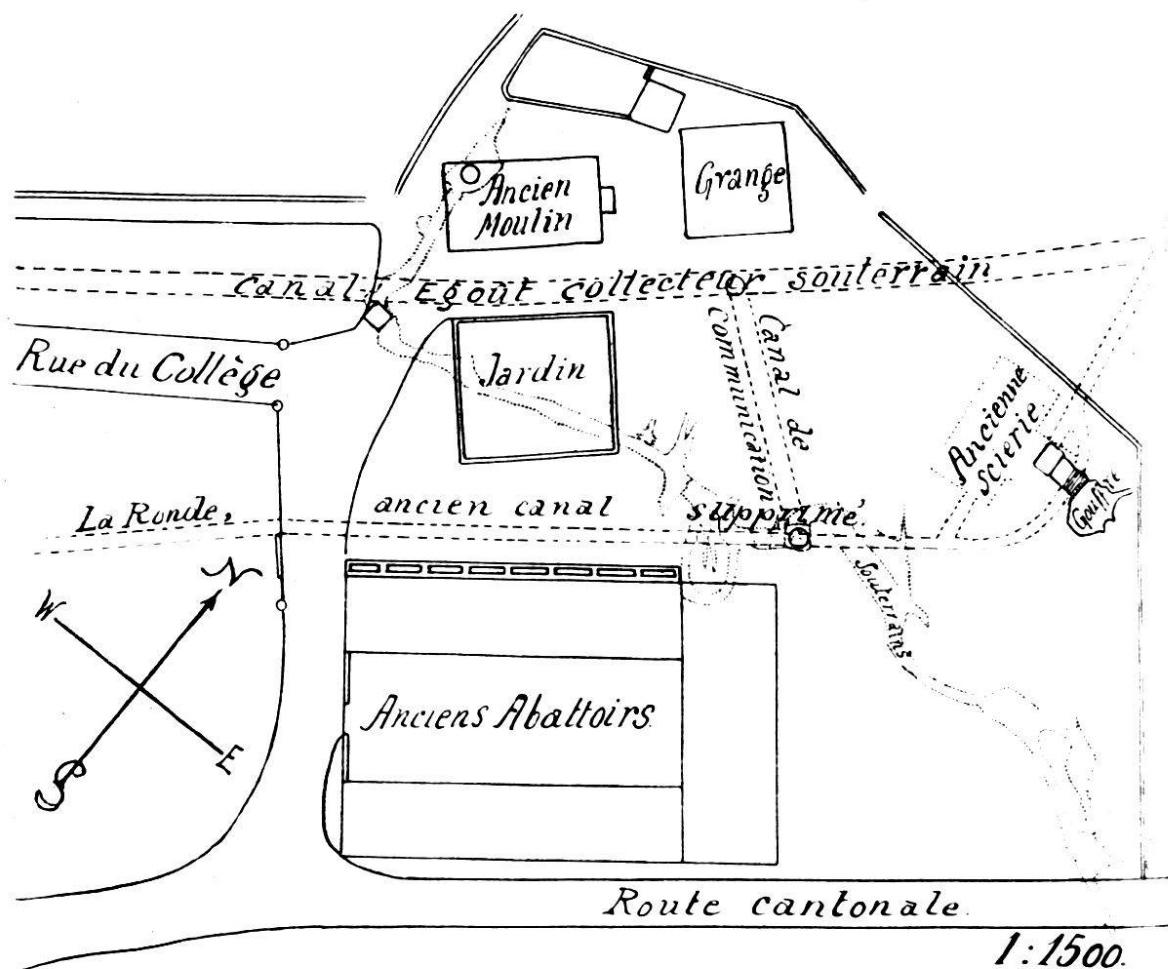 Grange
Ancien
Moulin
Canal: Egout collecteur souterrain
Rue du Collège
Jardin
Canal de
communication
Ancienne
scierie
Gouffre
La Ronde,
ancien canal
supprimé
Souterrains
N
W
E
S
Anciens Abattoirs
Route cantonale.
1:1500.